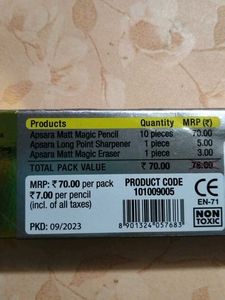 Products Quantity MRP (₹)
Apsara Matt Magic Pencil 10 pieces 70.00
Apsara Long Point Sharpener 1 piece 5.00
Apsara Matt Magic Eraser 1 piece 3.00
TOTAL PACK VALUE ₹ 70.00 78.00
MRP: ₹ 70.00 per pack
₹ 7.00 per pencil
(incl. of all taxes)
PKD: 09/2023
PRODUCT CODE
101009005
8901324057683
CE
EN-71
NON
TOXIC